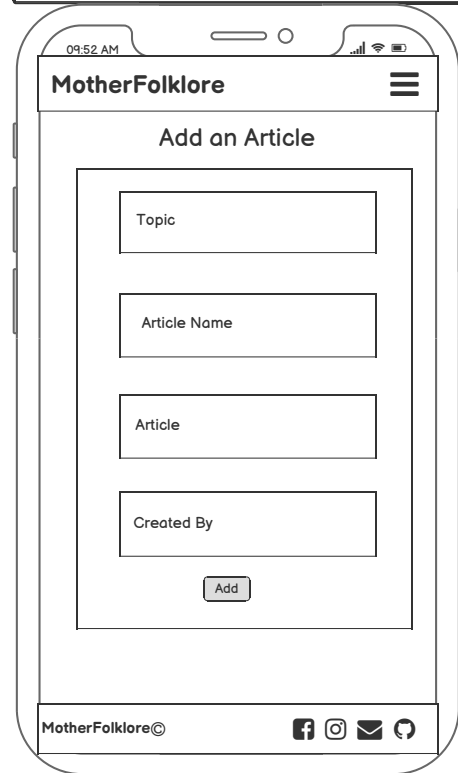 09:52 AM
MotherFolklore
Add an Article
Topic
Article Name
Article
Created By
Add
MotherFolklore©